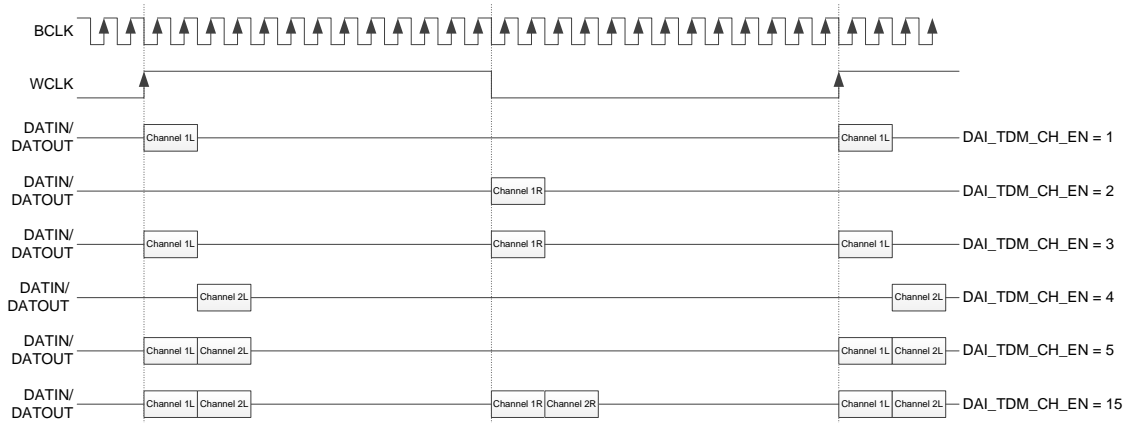 BCLK
WCLK
DATIN/
DATOUT
Channel 1L
Channel 1L
DAI_TDM_CH_EN = 1
DATIN/
DATOUT
Channel 1R
DAI_TDM_CH_EN = 2
DATIN/
DATOUT
Channel 1L
Channel 1R
Channel 1L
DAI_TDM_CH_EN = 3
DATIN/
DATOUT
Channel 2L
Channel 2L
DAI_TDM_CH_EN = 4
DATIN/
DATOUT
Channel 1L
Channel 2L
Channel 1L
Channel 2L
DAI_TDM_CH_EN = 5
DATIN/
DATOUT
Channel 1L
Channel 2L
Channel 1R
Channel 2R
Channel 1L
Channel 2L
DAI_TDM_CH_EN = 15